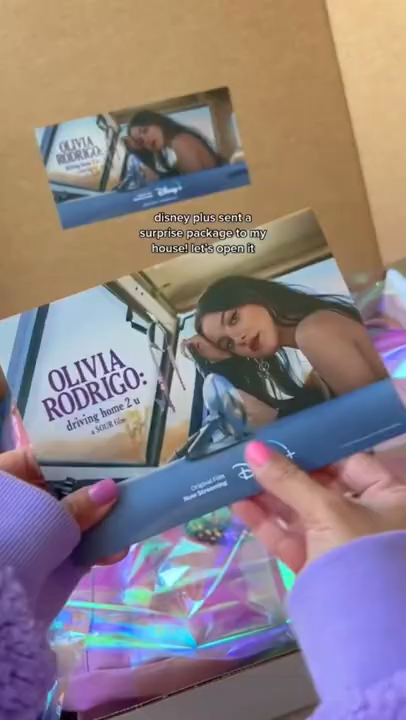 OLIVIA
RODRIGO:
driving home 2 u
Disney+
disney plus sent a
surprise package to my
house! let's open it
OLIVIA
RODRIGO:
driving home 2 u
a SOUR film
Original Film
Now Streaming